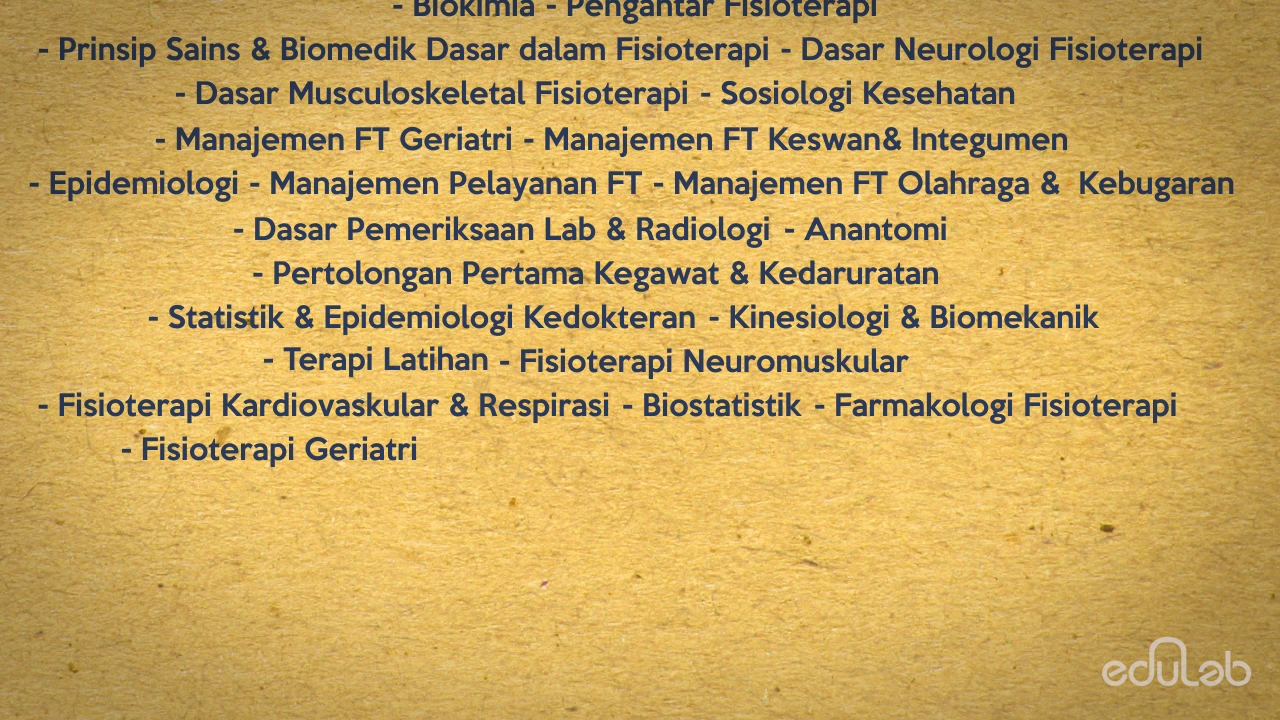 - Biokimia - Pengantar Fisioterapi
- Prinsip Sains & Biomedik Dasar dalam Fisioterapi - Dasar Neurologi Fisioterapi
- Dasar Musculoskeletal Fisioterapi - Sosiologi Kesehatan
- Manajemen FT Geriatri - Manajemen FT Keswan& Integumen
- Epidemiologi - Manajemen Pelayanan FT - Manajemen FT Olahraga & Kebugaran
- Dasar Pemeriksaan Lab & Radiologi - Anantomi
- Pertolongan Pertama Kegawat & Kedaruratan
- Statistik & Epidemiologi Kedokteran - Kinesiologi & Biomekanik
- Terapi Latihan - Fisioterapi Neuromuskular
- Fisioterapi Kardiovaskular & Respirasi - Biostatistik - Farmakologi Fisioterapi
- Fisioterapi Geriatri
edulab